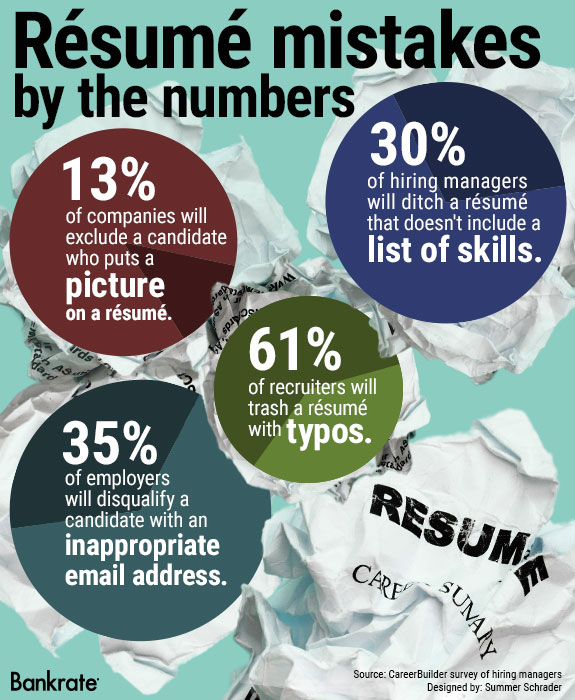 Résumé mistakes
by the numbers
13%
of companies will
exclude a candidate
who puts a
picture
on a résumé.
30%
of hiring managers
will ditch a résumé
that doesn't include a
list of skills.
61%
of recruiters will
trash a résumé
with typos.
35%
of employers
will disqualify a
candidate with an
inappropriate
email address.
RESUME
Bankrate
Source: CareerBuilder survey of hiring managers
Designed by: Summer Schrader